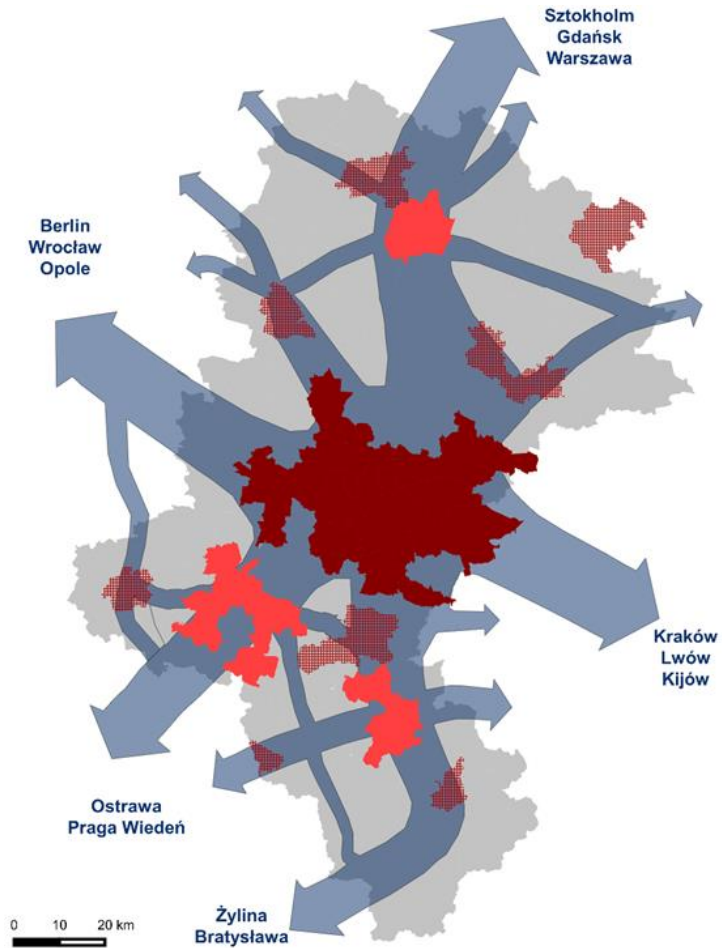 Sztokholm
Gdańsk
Warszawa
Berlin
Wrocław
Opole
Kraków
Lwów
Kijów
Ostrawa
Praga Wiedeń
Żylina
Bratysława
0 10 20 km